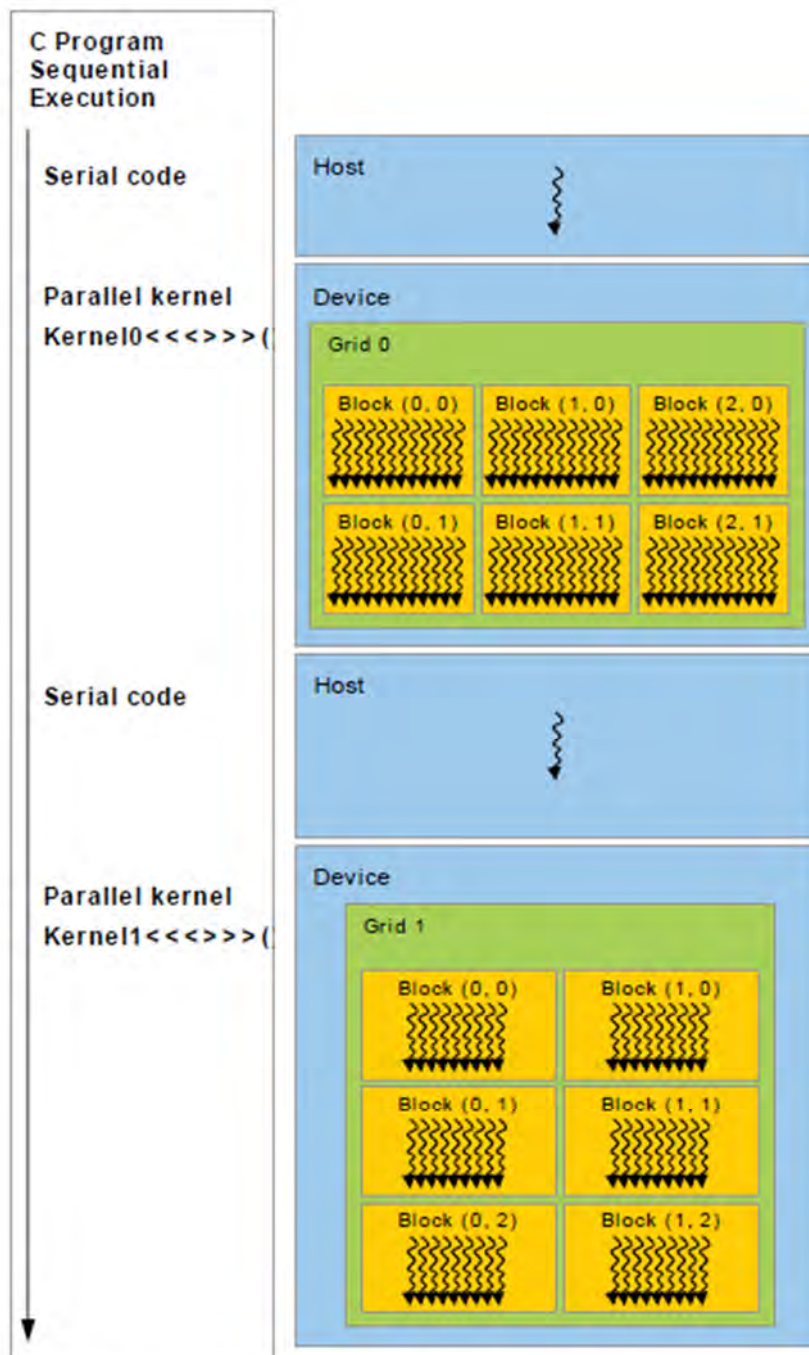 C Program
Sequential
Execution
Serial code
Host
Parallel kernel
Kernel0<<<>>>(
Device
Grid 0
Block (0, 0)
Block (1, 0)
Block (2, 0)
Block (0, 1)
Block (1, 1)
Block (2, 1)
Serial code
Host
Parallel kernel
Kernel1<<<>>>(
Device
Grid 1
Block (0, 0)
Block (1, 0)
Block (0, 1)
Block (1, 1)
Block (0, 2)
Block (1, 2)